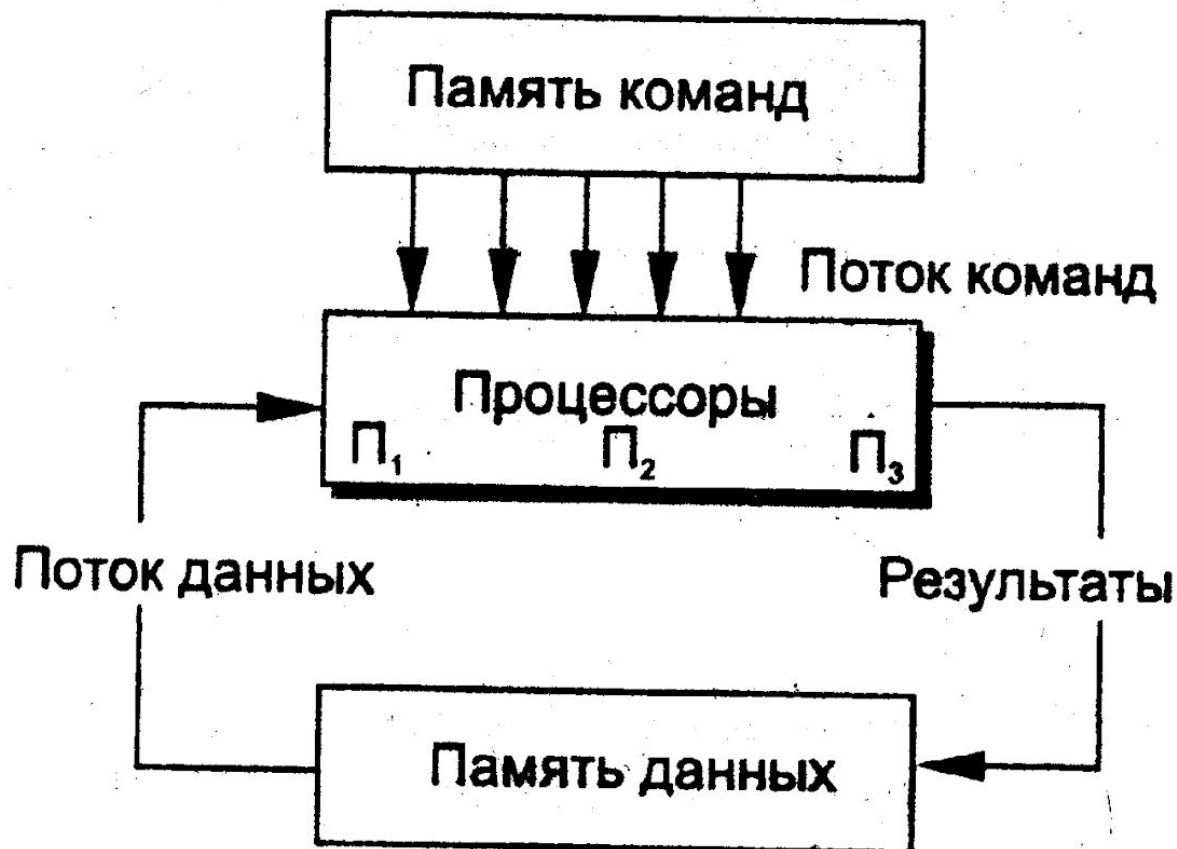 Память команд
Поток команд
Процессоры
П₁ П₂ П₃
Поток данных
Результаты
Память данных